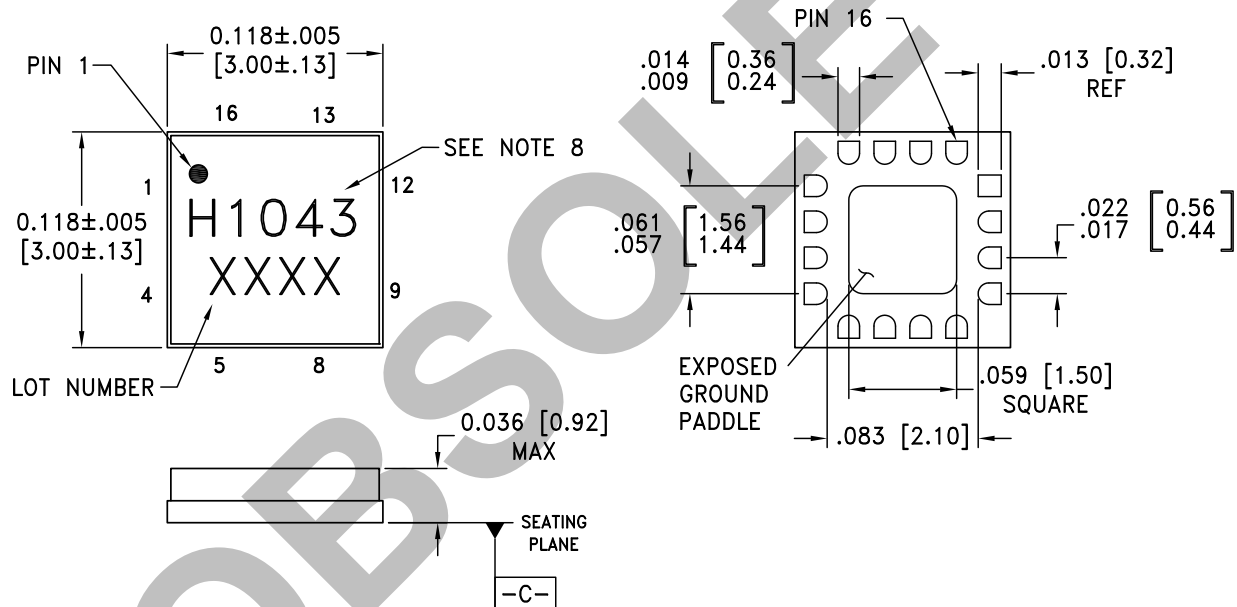 0.118±.005
[3.00±.13]
PIN 1
16 13
SEE NOTE 8
1
12
H1043
0.118±.005
[3.00±.13]
XXXX
4
9
5 8
LOT NUMBER
0.036 [0.92]
MAX
SEATING
PLANE
-C-
PIN 16
.014 [0.36
.009 0.24]
.013 [0.32]
REF
.061 [1.56
.057 1.44]
.022 [0.56
.017 0.44]
EXPOSED
GROUND
PADDLE
.059 [1.50]
SQUARE
.083 [2.10]
OBSOLE